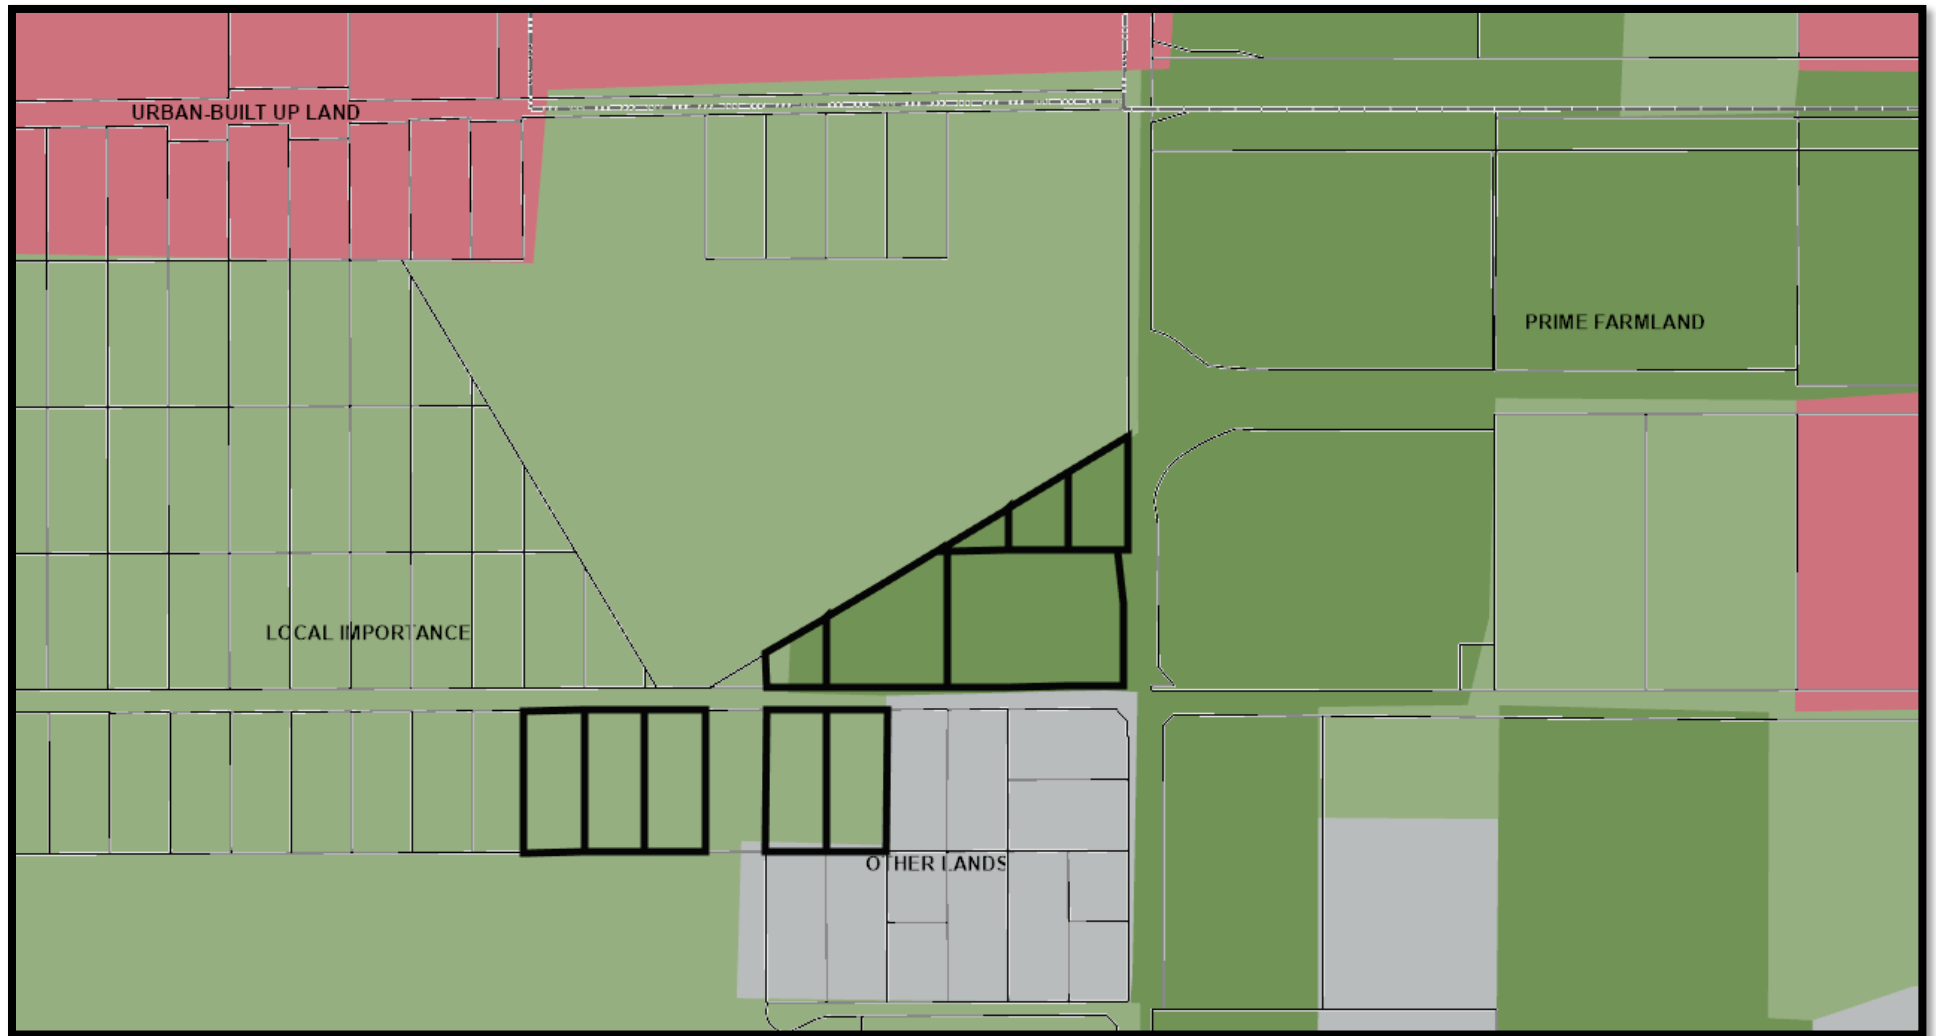 URBAN-BUILT UP LAND
PRIME FARMLAND
LOCAL IMPORTANCE
OTHER LANDS